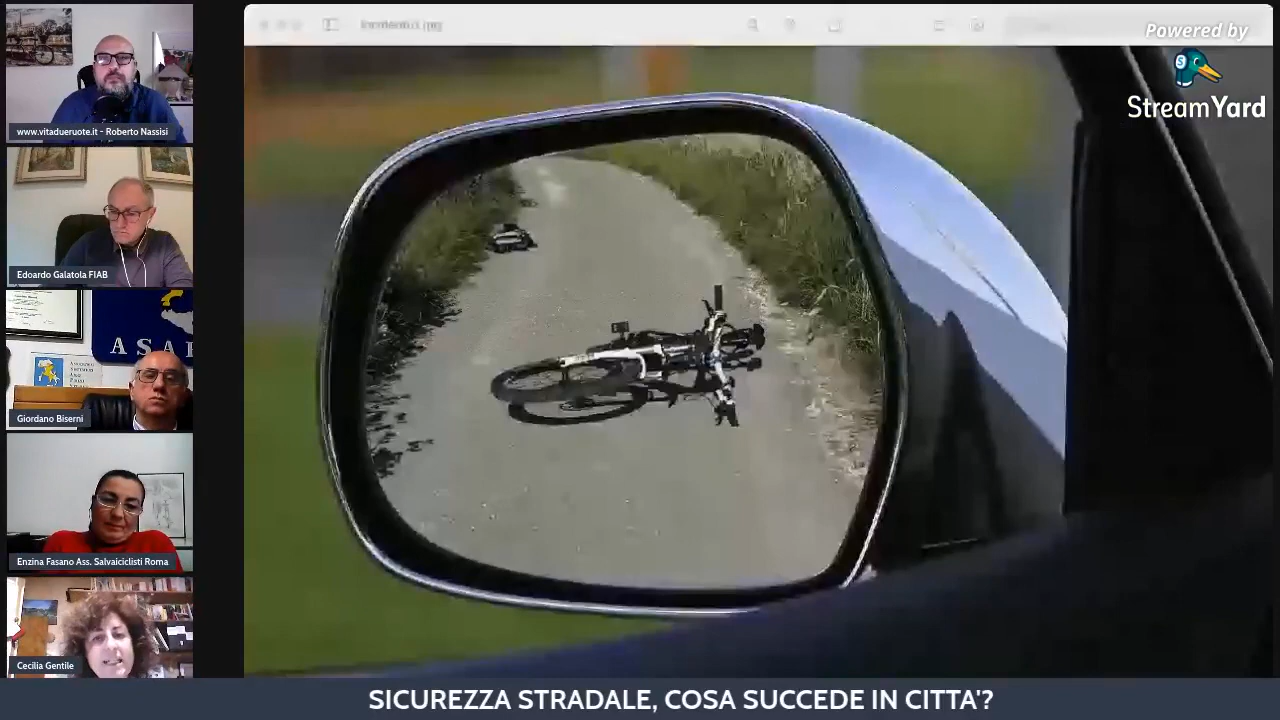 Powered by
StreamYard
www.vitadueruote.it - Roberto Nassisi
Edoardo Galatola FIAB
ASA
Giordano Biserni
Enzina Fasano Ass. Salvaiciclisti Roma
Cecilia Gentile
SICUREZZA STRADALE, COSA SUCCEDE IN CITTA'?